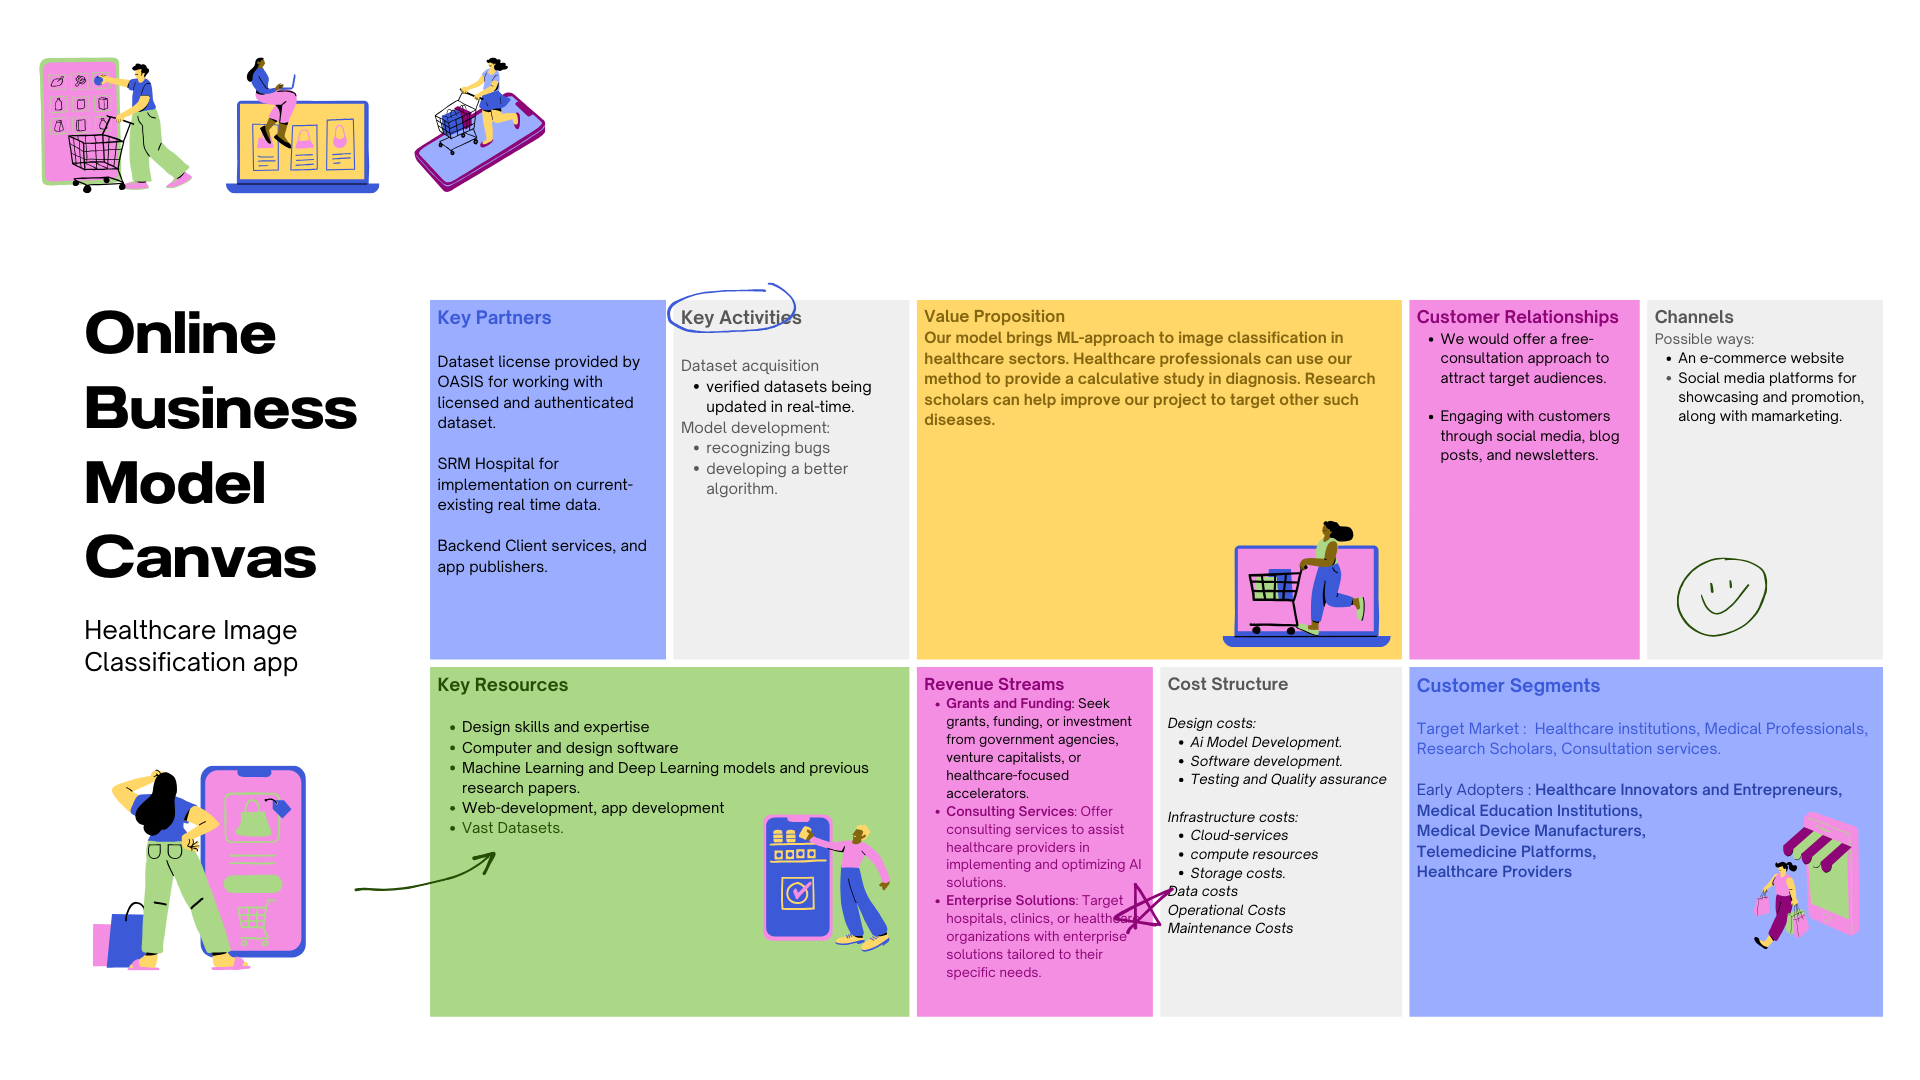 Online
Business
Model
Canvas
Healthcare Image
Classification app
Key Partners
Dataset license provided by
OASIS for working with
licensed and authenticated
dataset.
SRM Hospital for
implementation on current-
existing real time data.
Backend Client services, and
app publishers.
Key Activities
Dataset acquisition
• verified datasets being
updated in real-time.
Model development:
• recognizing bugs
• developing a better
algorithm.
Value Proposition
Our model brings ML-approach to image classification in
healthcare sectors. Healthcare professionals can use our
method to provide a calculative study in diagnosis. Research
scholars can help improve our project to target other such
diseases.
Customer Relationships
• We would offer a free-
consultation approach to
attract target audiences.
• Engaging with customers
through social media, blog
posts, and newsletters.
Channels
Possible ways:
• An e-commerce website
• Social media platforms for
showcasing and promotion,
along with mamarketing.
Key Resources
• Design skills and expertise
• Computer and design software
• Machine Learning and Deep Learning models and previous
research papers.
• Web-development, app development
• Vast Datasets.
Revenue Streams
• Grants and Funding: Seek
grants, funding, or investment
from government agencies,
venture capitalists, or
healthcare-focused
accelerators.
• Consulting Services: Offer
consulting services to assist
healthcare providers in
implementing and optimizing AI
solutions.
• Enterprise Solutions: Target
hospitals, clinics, or healthcare
organizations with enterprise
solutions tailored to their
specific needs.
Cost Structure
Design costs:
• Ai Model Development.
• Software development.
• Testing and Quality assurance
Infrastructure costs:
• Cloud-services
• compute resources
• Storage costs.
Data costs
Operational Costs
Maintenance Costs
Customer Segments
Target Market : Healthcare institutions, Medical Professionals,
Research Scholars, Consultation services.
Early Adopters : Healthcare Innovators and Entrepreneurs,
Medical Education Institutions,
Medical Device Manufacturers,
Telemedicine Platforms,
Healthcare Providers